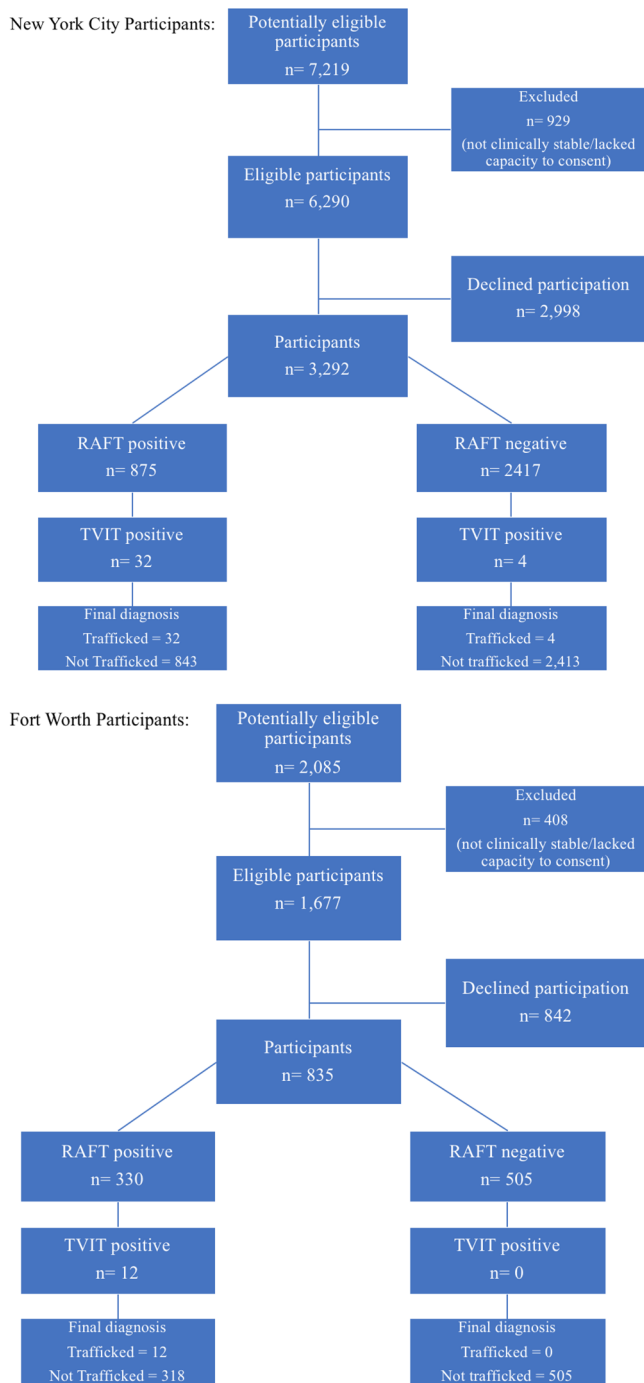 New York City Participants:
Potentially eligible
participants
n= 7,219
Excluded
n= 929
(not clinically stable/lacked
capacity to consent)
Eligible participants
n= 6,290
Declined participation
n= 2,998
Participants
n= 3,292
RAFT positive
n= 875
RAFT negative
n= 2417
TVIT positive
n= 32
TVIT positive
n= 4
Final diagnosis
Trafficked = 32
Not Trafficked = 843
Final diagnosis
Trafficked = 4
Not trafficked = 2,413
Fort Worth Participants:
Potentially eligible
participants
n= 2,085
Excluded
n= 408
(not clinically stable/lacked
capacity to consent)
Eligible participants
n= 1,677
Declined participation
n= 842
Participants
n= 835
RAFT positive
n= 330
RAFT negative
n= 505
TVIT positive
n= 12
TVIT positive
n= 0
Final diagnosis
Trafficked = 12
Not Trafficked = 318
Final diagnosis
Trafficked = 0
Not trafficked = 505